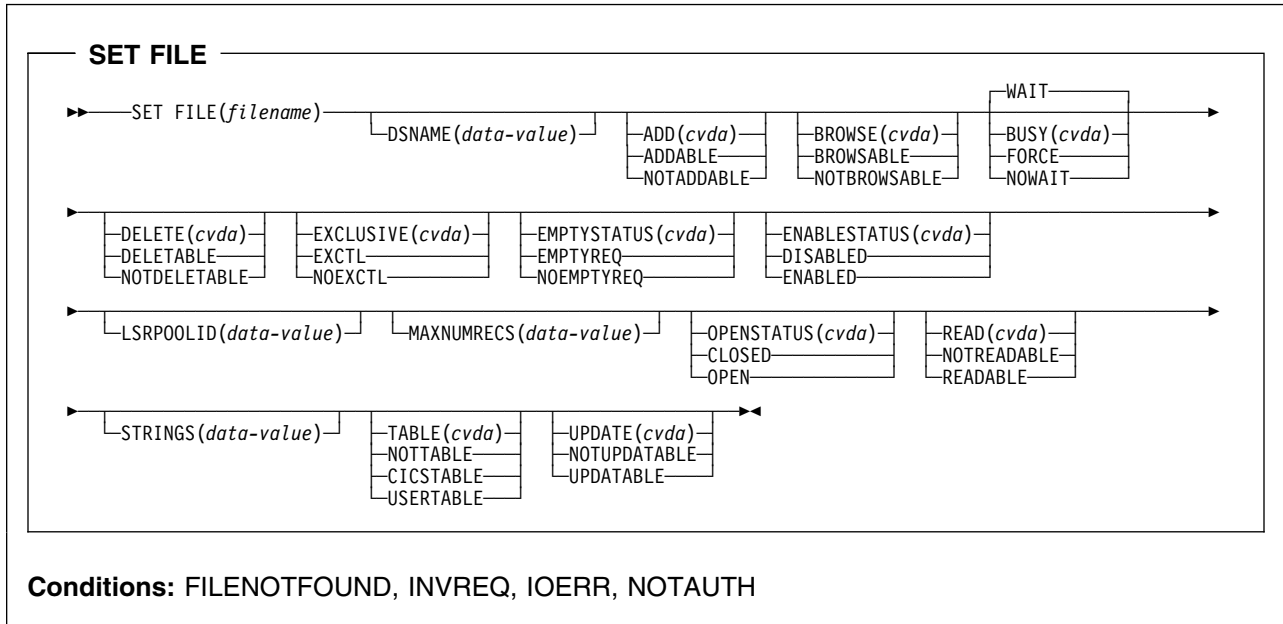 SET FILE
SET FILE(filename)
WAIT
DSNAME(data-value)
ADD(cvda)
ADDABLE
NOTADDABLE
BROWSE(cvda)
BROWSABLE
NOTBROWSABLE
BUSY(cvda)
FORCE
NOWAIT
DELETE(cvda)
DELETABLE
NOTDELETABLE
EXCLUSIVE(cvda)
EXCTL
NOEXCTL
EMPTYSTATUS(cvda)
EMPTYREQ
NOEMPTYREQ
ENABLESTATUS(cvda)
DISABLED
ENABLED
LSRPOOLID(data-value)
MAXNUMRECS(data-value)
OPENSTATUS(cvda)
CLOSED
OPEN
READ(cvda)
NOTREADABLE
READABLE
STRINGS(data-value)
TABLE(cvda)
NOTTABLE
CICSTABLE
USERTABLE
UPDATE(cvda)
NOTUPDATABLE
UPDATABLE
Conditions: FILENOTFOUND, INVREQ, IOERR, NOTAUTH